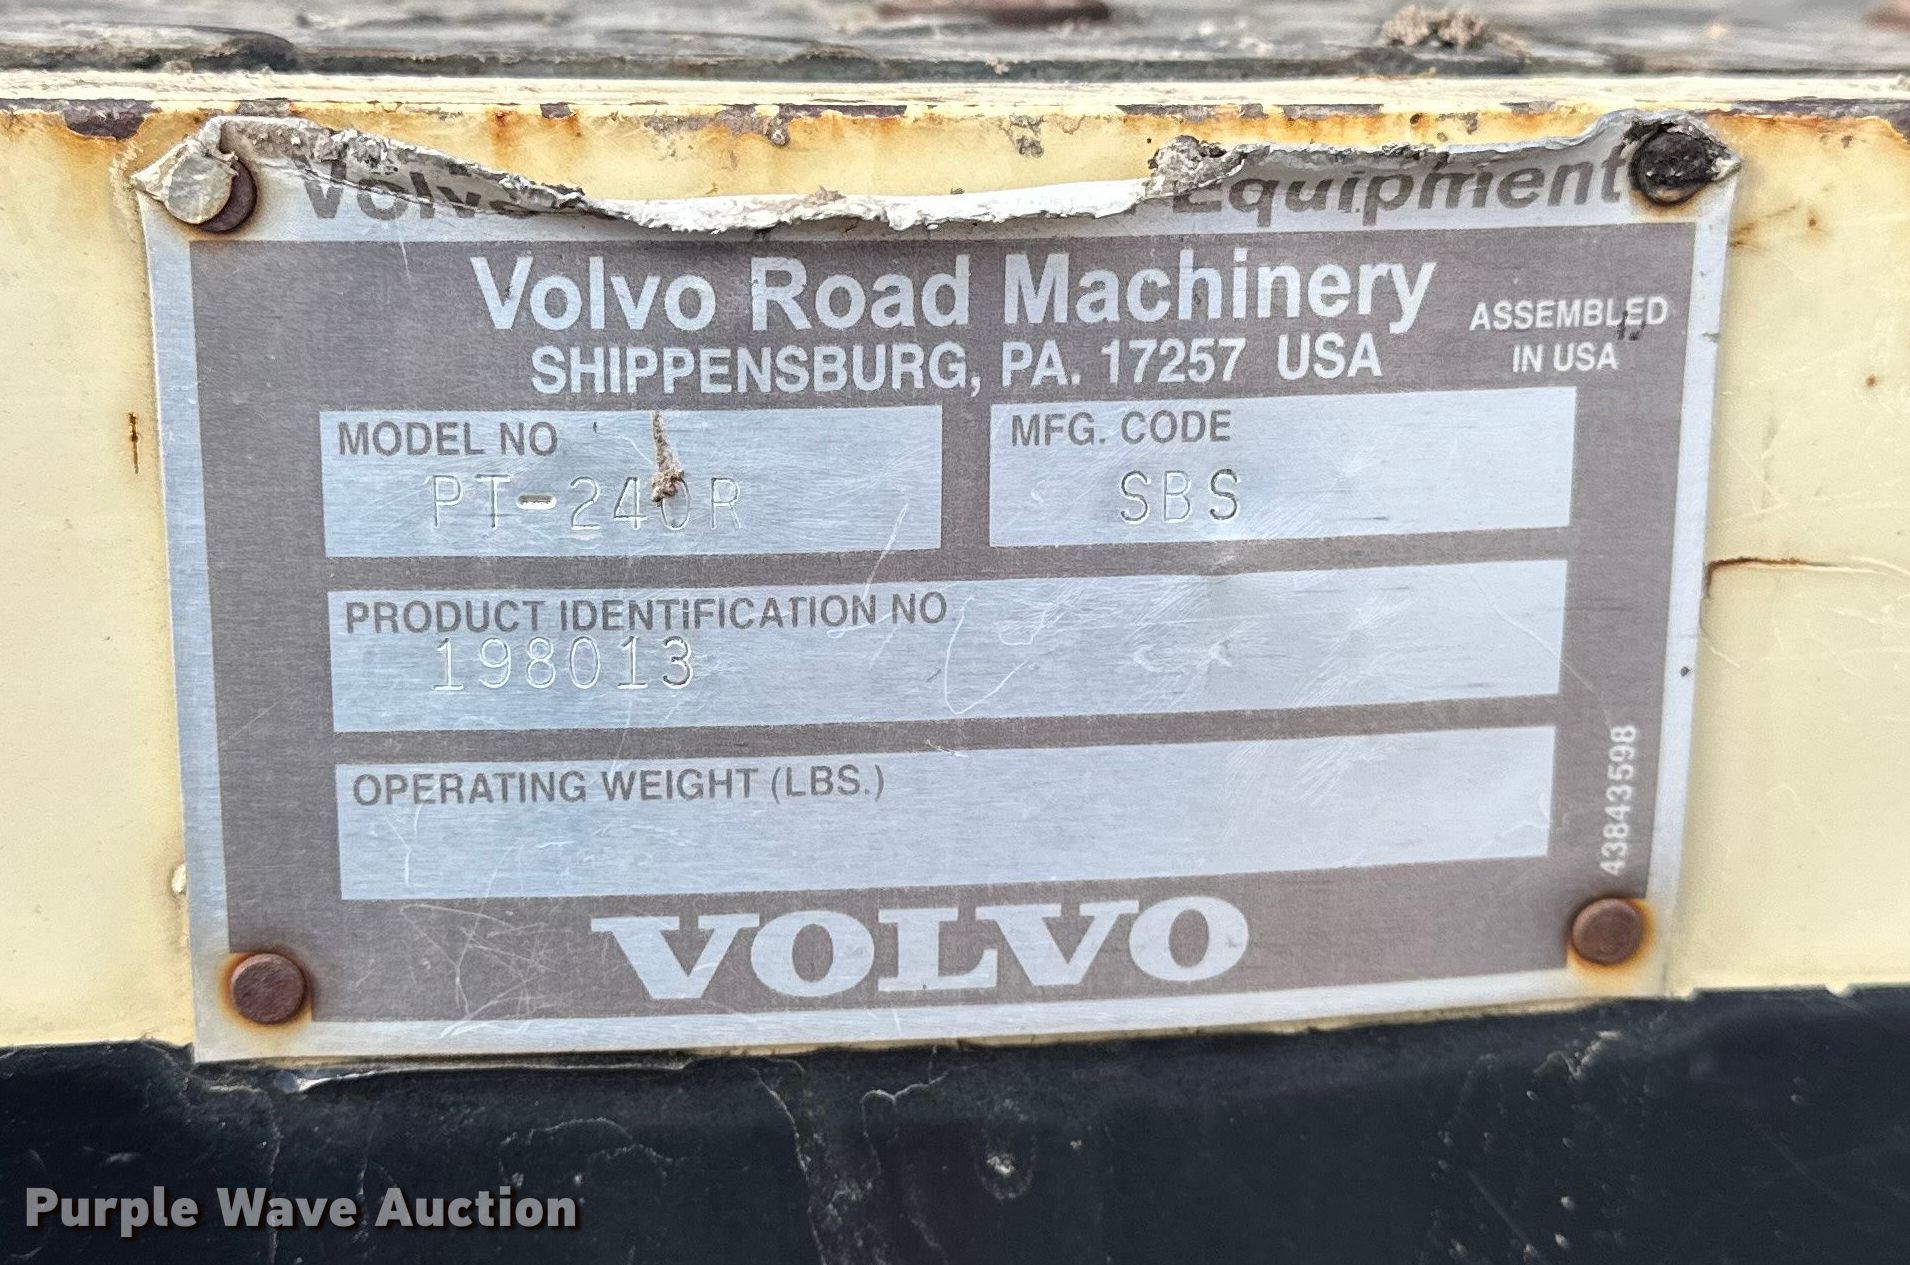 Equipment
Volvo Road Machinery
SHIPPENSBURG, PA. 17257 USA
ASSEMBLED
IN USA
MODEL NO.
PT-240R
MFG. CODE
SBS
PRODUCT IDENTIFICATION NO.
198013
OPERATING WEIGHT (LBS.)
43843598
VOLVO
Purple Wave Auction